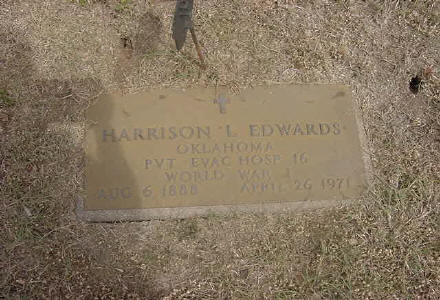 HARRISON L EDWARDS
OKLAHOMA
PVT EVAC HOSP 16
WORLD WAR I
AUG 6 1888 APRIL 26 1971